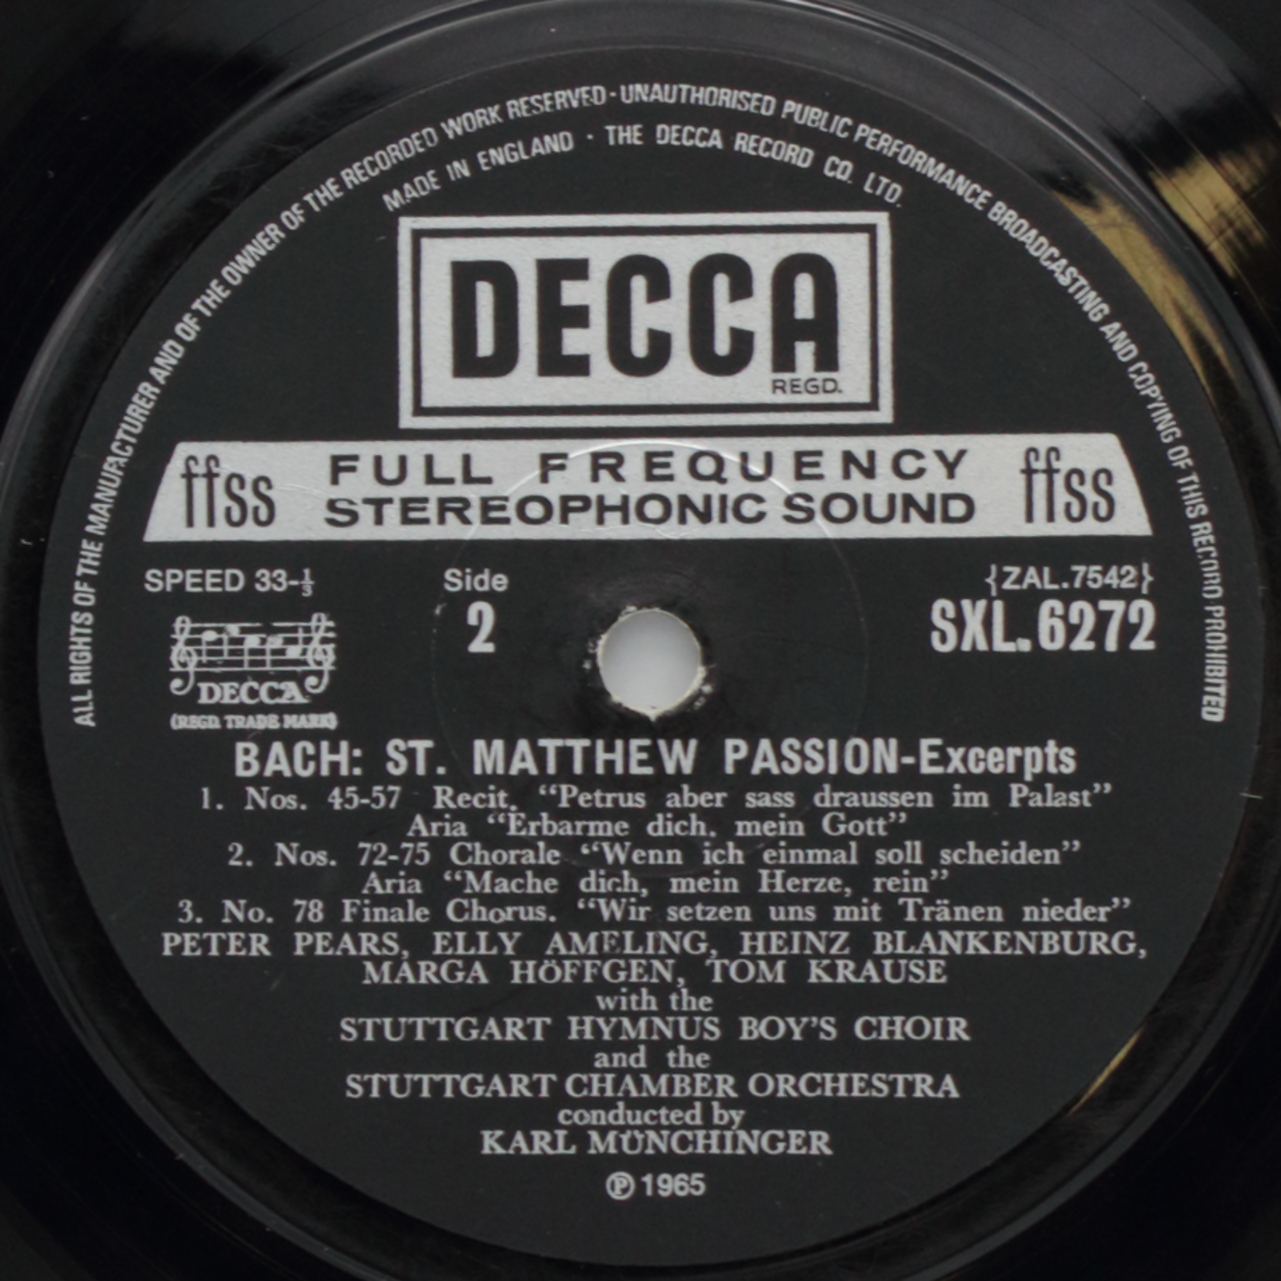 ALL RIGHTS OF THE MANUFACTURER AND OF THE OWNER OF THE RECORDED WORK RESERVED · UNAUTHORISED PUBLIC PERFORMANCE BROADCASTING AND COPYING OF THIS RECORD PROHIBITED
MADE IN ENGLAND · THE DECCA RECORD CO. LTD.
DECCA
REGD.
ffss FULL FREQUENCY ffss
STEREOPHONIC SOUND
SPEED 33-⅓ Side {ZAL.7542}
2 SXL.6272
DECCA
(REGD. TRADE MARK)
BACH: ST. MATTHEW PASSION-Excerpts
1. Nos. 45-57 Recit. “Petrus aber sass draussen im Palast”
Aria “Erbarme dich. mein Gott”
2. Nos. 72-75 Chorale “Wenn ich einmal soll scheiden”
Aria “Mache dich, mein Herze, rein”
3. No. 78 Finale Chorus. “Wir setzen uns mit Tränen nieder”
PETER PEARS, ELLY AMELING, HEINZ BLANKENBURG,
MARGA HÖFFGEN, TOM KRAUSE
with the
STUTTGART HYMNUS BOY'S CHOIR
and the
STUTTGART CHAMBER ORCHESTRA
conducted by
KARL MÜNCHINGER
℗ 1965